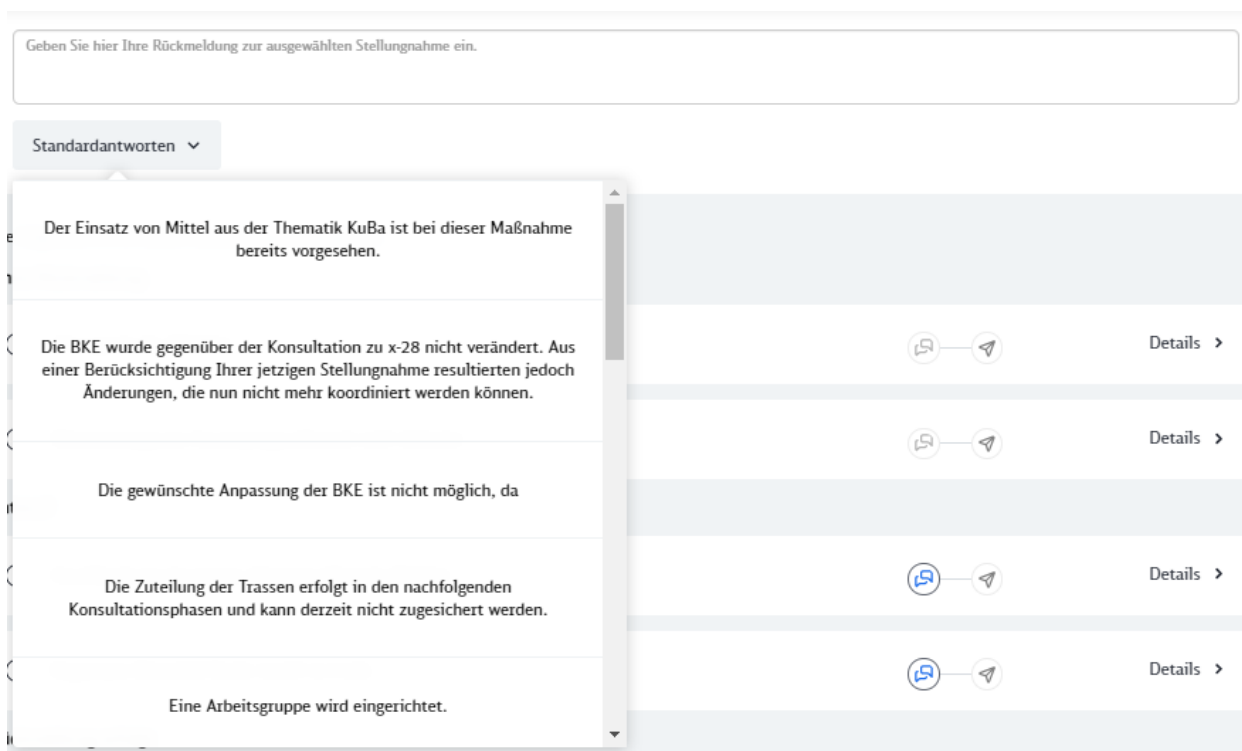 Geben Sie hier Ihre Rückmeldung zur ausgewählten Stellungnahme ein.
Standardantworten
Der Einsatz von Mittel aus der Thematik KuBa ist bei dieser Maßnahme
bereits vorgesehen.
Die BKE wurde gegenüber der Konsultation zu x-28 nicht verändert. Aus
einer Berücksichtigung Ihrer jetzigen Stellungnahme resultierten jedoch
Änderungen, die nun nicht mehr koordiniert werden können.
Details
Details
Die gewünschte Anpassung der BKE ist nicht möglich, da
Die Zuteilung der Trassen erfolgt in den nachfolgenden
Konsultationsphasen und kann derzeit nicht zugesichert werden.
Details
Eine Arbeitsgruppe wird eingerichtet.
Details